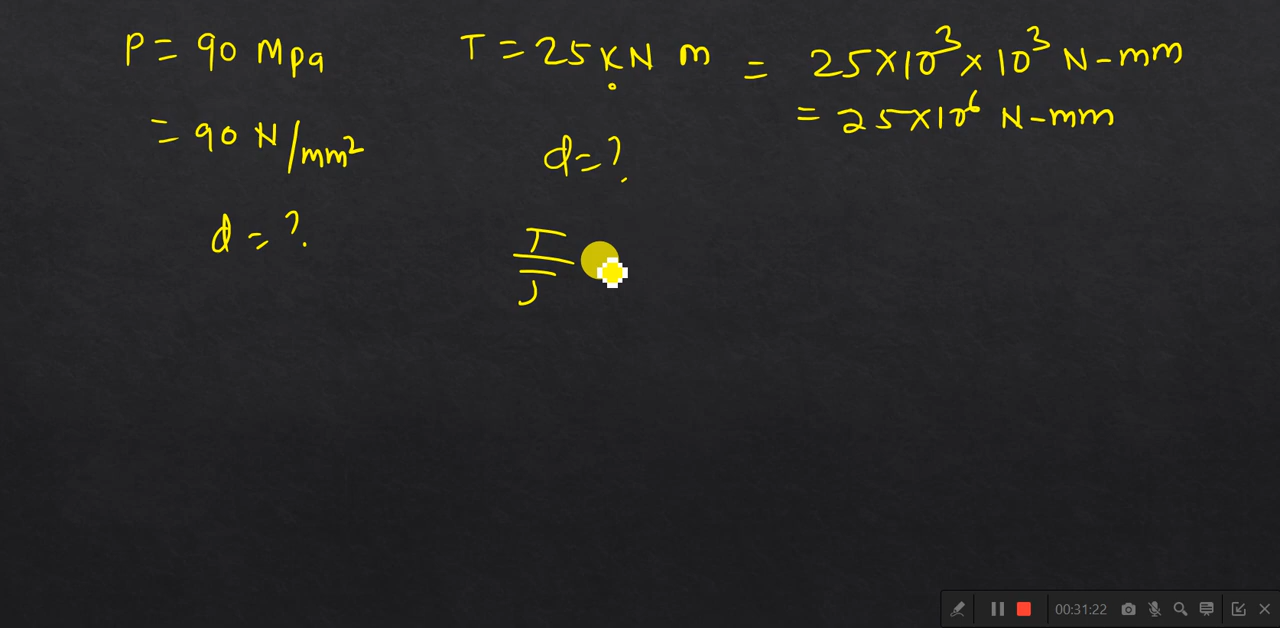 P = 90 Mpa
= 90 N/mm²
d = ?
T = 25 KN m = 25×10³×10³ N-mm
= 25×10⁶ N-mm
d = ?
T/J
00:31:22